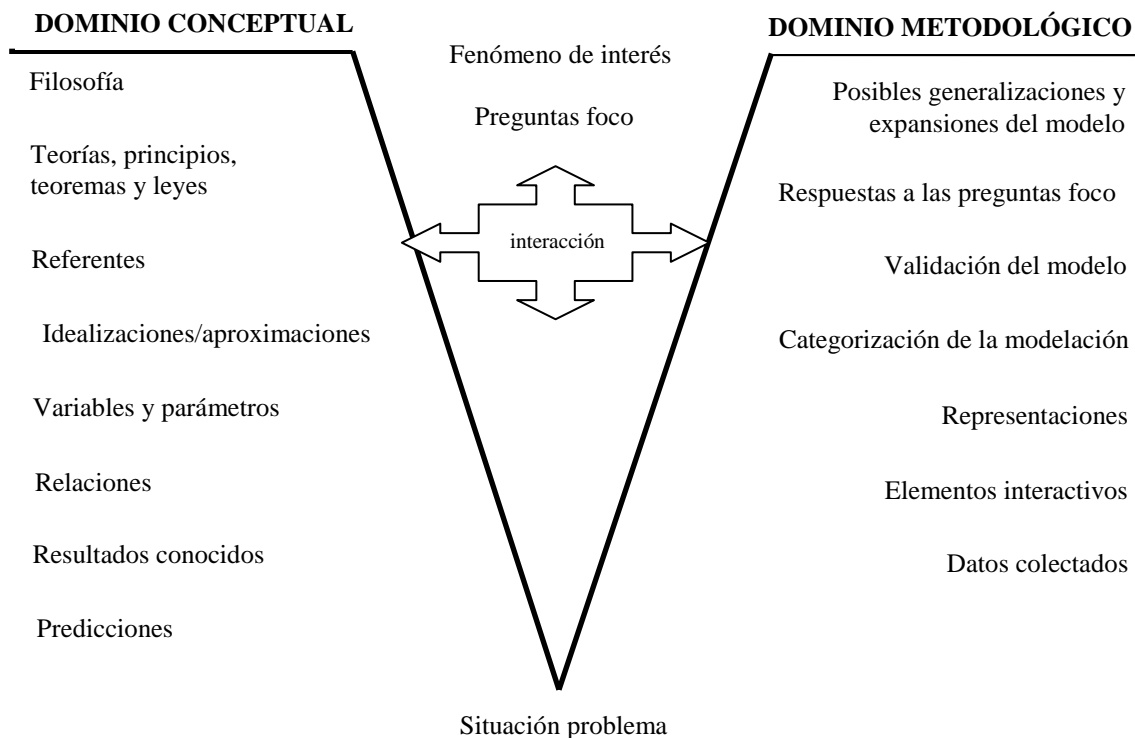 DOMINIO CONCEPTUAL
Filosofía
Teorías, principios,
teoremas y leyes
Referentes
Idealizaciones/aproximaciones
Variables y parámetros
Relaciones
Resultados conocidos
Predicciones
Fenómeno de interés
Preguntas foco
interacción
Situación problema
DOMINIO METODOLÓGICO
Posibles generalizaciones y
expansiones del modelo
Respuestas a las preguntas foco
Validación del modelo
Categorización de la modelación
Representaciones
Elementos interactivos
Datos colectados